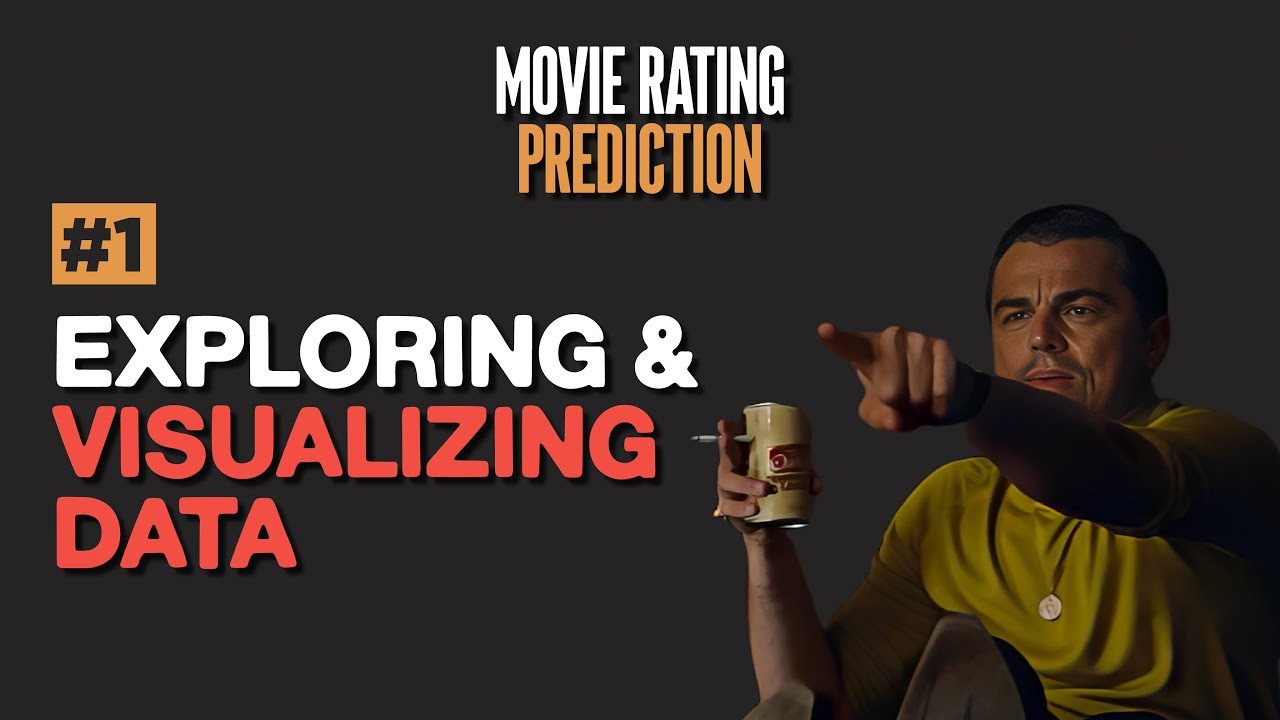 MOVIE RATING
PREDICTION
#1
EXPLORING &
VISUALIZING
DATA